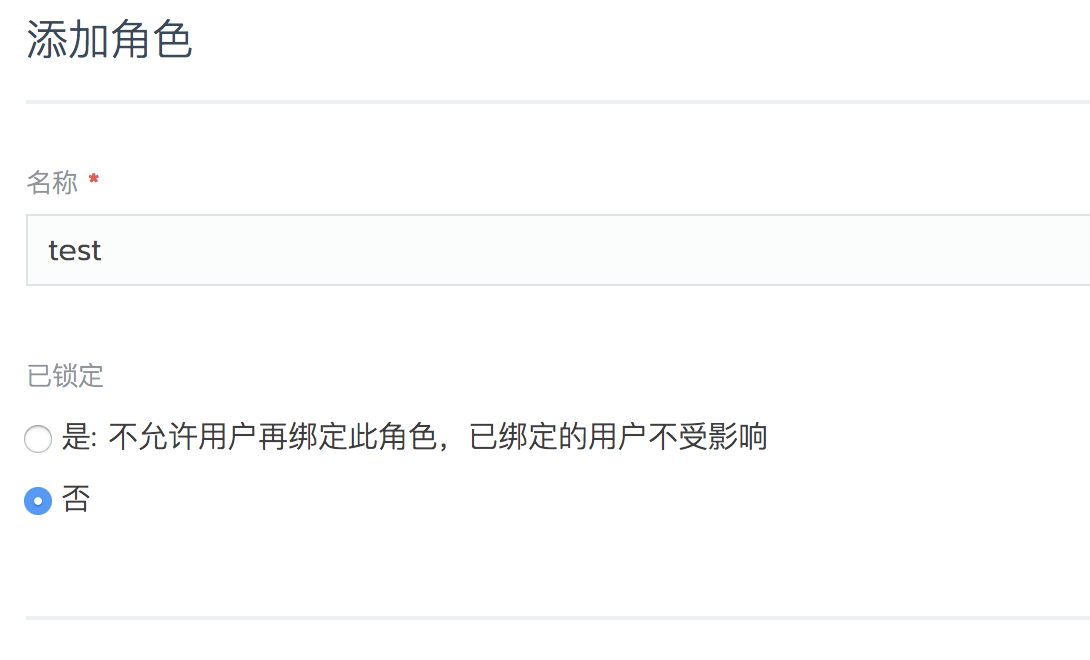 添加角色
名称 *
test
已锁定
是: 不允许用户再绑定此角色，已绑定的用户不受影响
否